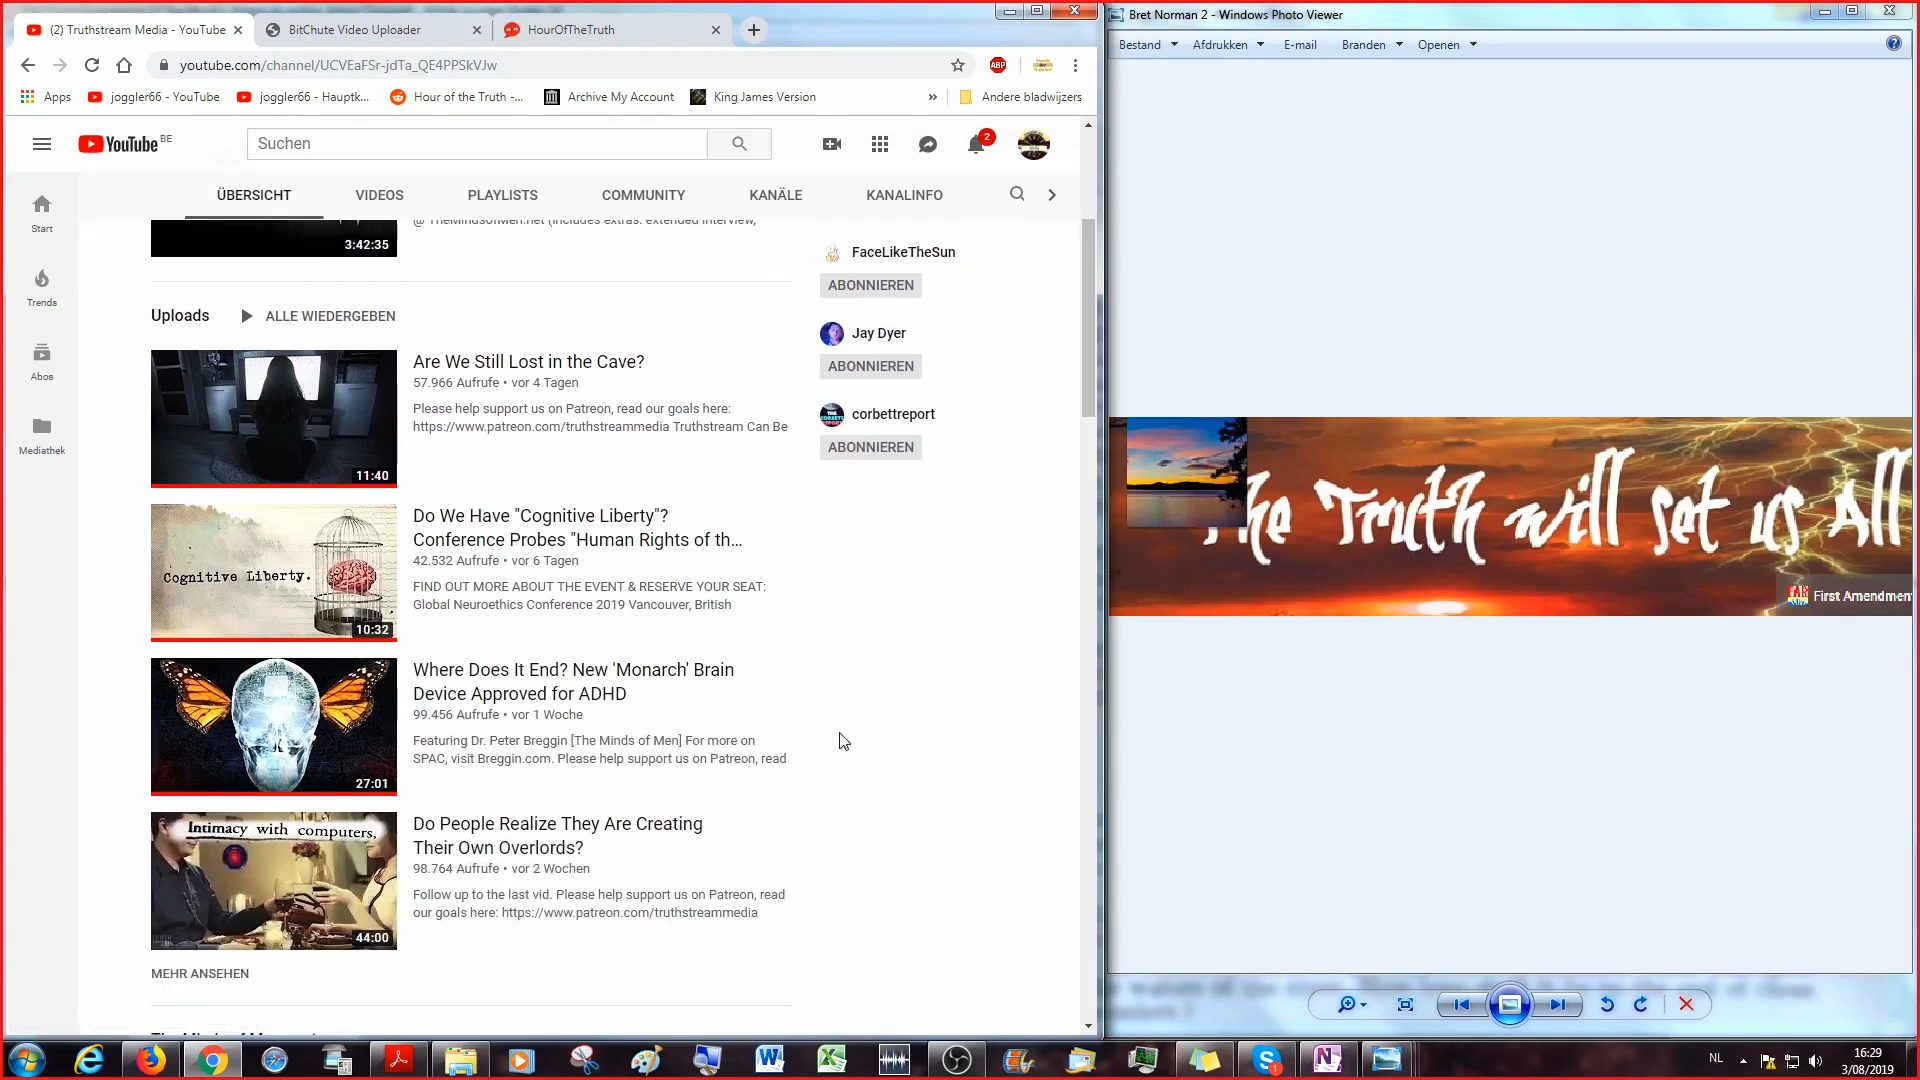 (2) Truthstream Media - YouTube
BitChute Video Uploader
HourOfTheTruth
youtube.com/channel/UCVEaFSr-jdTa_QE4PPSkVJw
ABP
Apps
joggler66 - YouTube
joggler66 - Hauptk...
Hour of the Truth -...
Archive My Account
King James Version
»
Andere bladwijzers
YouTube BE
Suchen
2
ÜBERSICHT
VIDEOS
PLAYLISTS
COMMUNITY
KANÄLE
KANALINFO
Start
Trends
Abos
Mediathek
3:42:35
@ TheMindsofMen.net (includes extras: extended interview,
Uploads
ALLE WIEDERGEBEN
11:40
Are We Still Lost in the Cave?
57.966 Aufrufe • vor 4 Tagen
Please help support us on Patreon, read our goals here:
https://www.patreon.com/truthstreammedia Truthstream Can Be
Cognitive Liberty.
10:32
Do We Have "Cognitive Liberty"?
Conference Probes "Human Rights of th...
42.532 Aufrufe • vor 6 Tagen
FIND OUT MORE ABOUT THE EVENT & RESERVE YOUR SEAT:
Global Neuroethics Conference 2019 Vancouver, British
27:01
Where Does It End? New 'Monarch' Brain
Device Approved for ADHD
99.456 Aufrufe • vor 1 Woche
Featuring Dr. Peter Breggin [The Minds of Men] For more on
SPAC, visit Breggin.com. Please help support us on Patreon, read
Intimacy with computers,
44:00
Do People Realize They Are Creating
Their Own Overlords?
98.764 Aufrufe • vor 2 Wochen
Follow up to the last vid. Please help support us on Patreon, read
our goals here: https://www.patreon.com/truthstreammedia
MEHR ANSEHEN
FaceLikeTheSun
ABONNIEREN
Jay Dyer
ABONNIEREN
corbettreport
ABONNIEREN
Bret Norman 2 - Windows Photo Viewer
Bestand
Afdrukken
E-mail
Branden
Openen
The Truth will set us All
First Amendmen
NL
16:29
3/08/2019